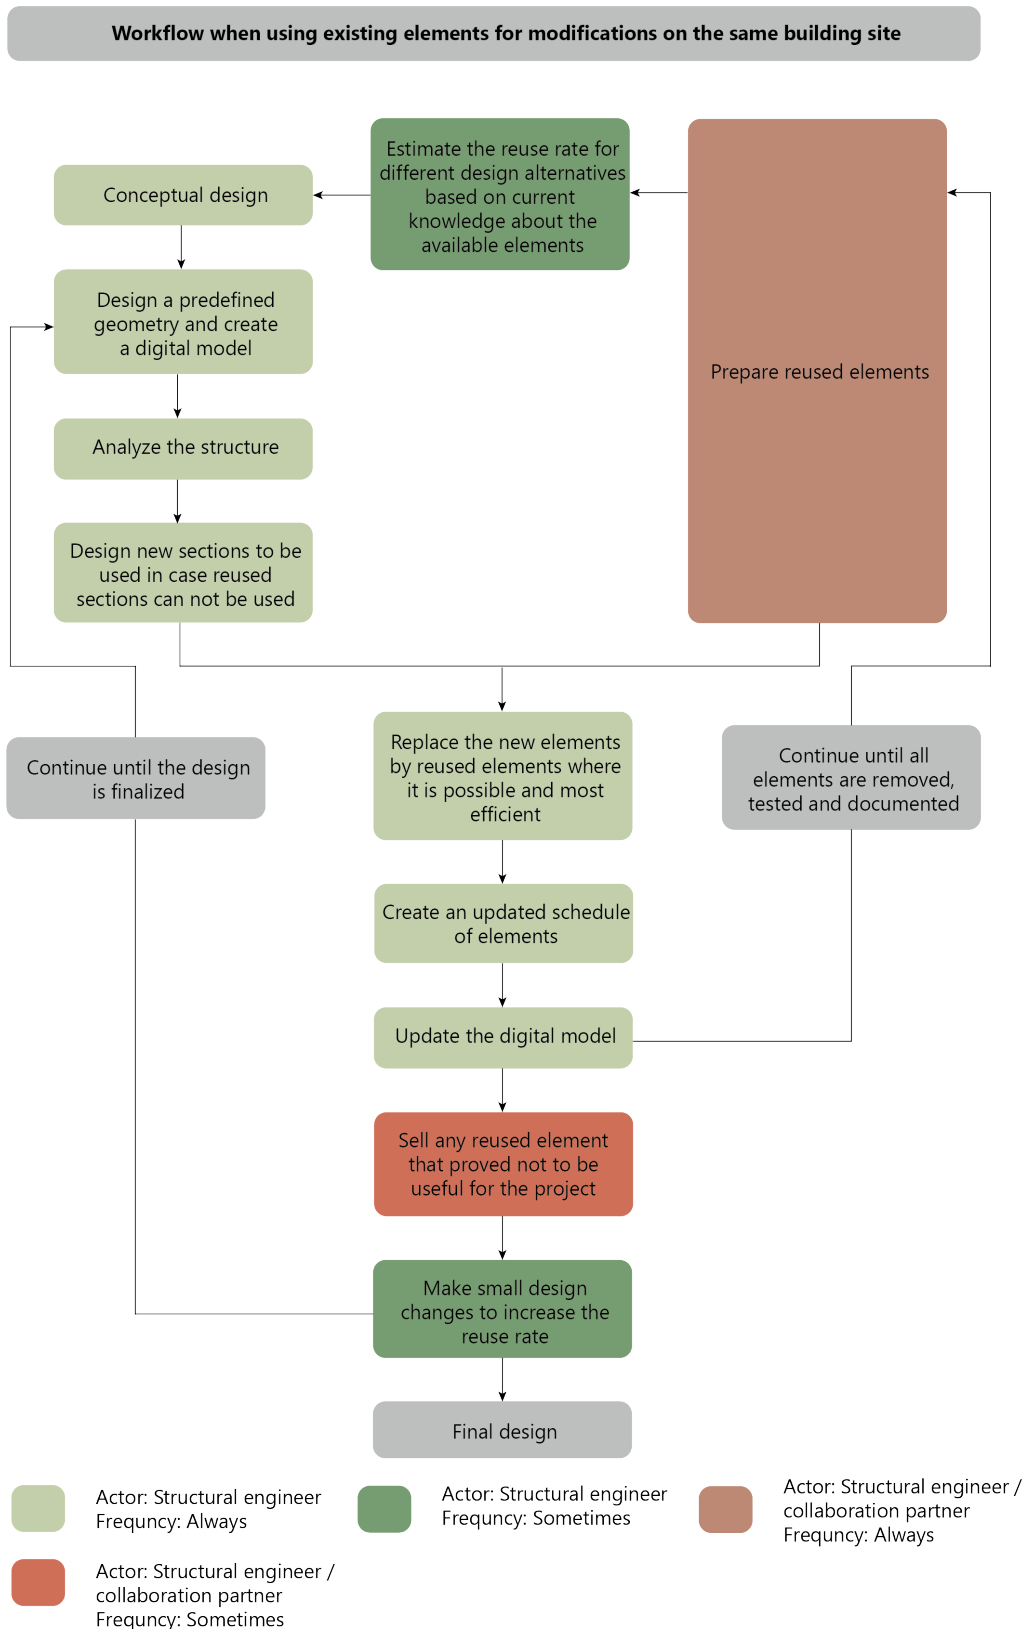 Workflow when using existing elements for modifications on the same building site
Estimate the reuse rate for
different design alternatives
based on current
knowledge about the
available elements
Conceptual design
Design a predefined
geometry and create
a digital model
Prepare reused elements
Analyze the structure
Design new sections to be
used in case reused
sections can not be used
Replace the new elements
by reused elements where
it is possible and most
efficient
Continue until the design
is finalized
Continue until all
elements are removed,
tested and documented
Create an updated schedule
of elements
Update the digital model
Sell any reused element
that proved not to be
useful for the project
Make small design
changes to increase the
reuse rate
Final design
Actor: Structural engineer
Frequncy: Always
Actor: Structural engineer
Frequncy: Sometimes
Actor: Structural engineer /
collaboration partner
Frequncy: Always
Actor: Structural engineer /
collaboration partner
Frequncy: Sometimes